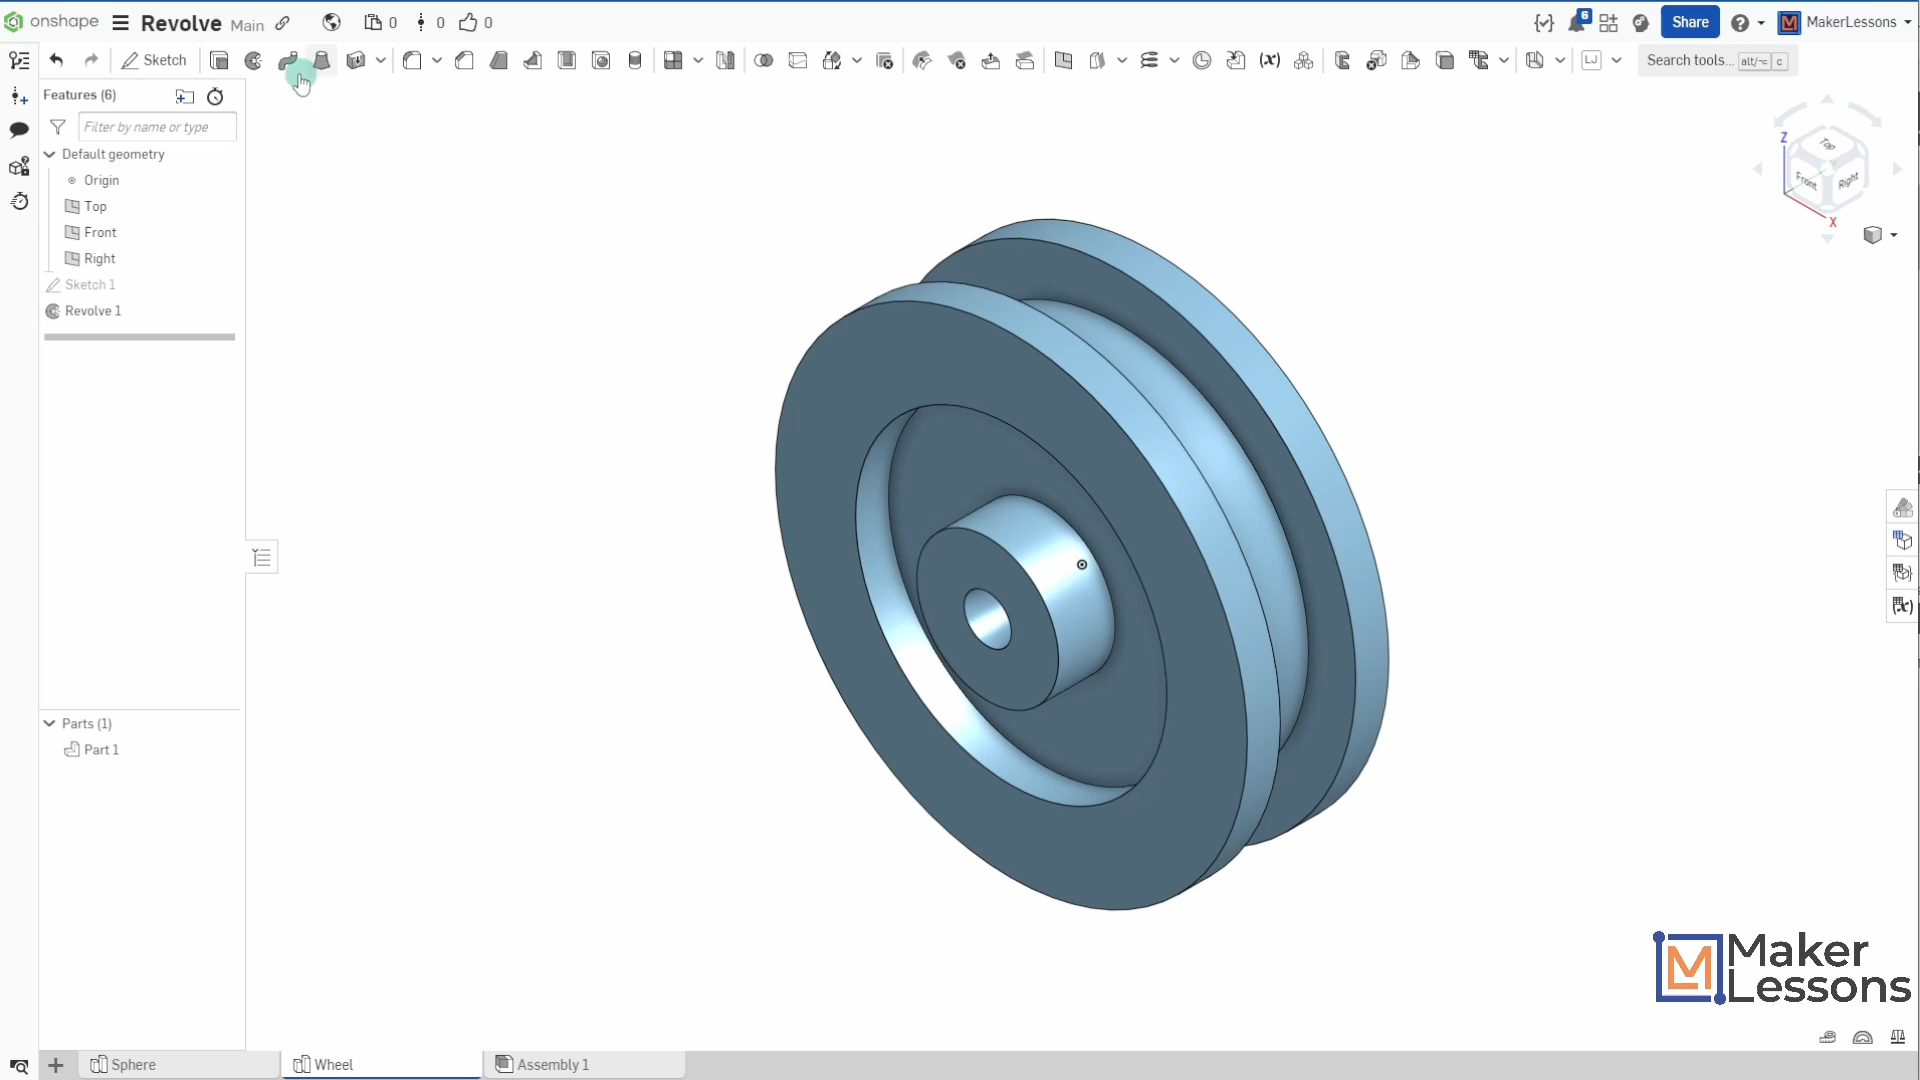 onshape Revolve Main 0 0 0 6 Share MakerLessons
Sketch (x) LJ Search tools... alt/⌥ c
Features (6)
Filter by name or type
Default geometry
Origin
Top
Front
Right
Sketch 1
Revolve 1
Z
Top
Front
Right
X
(x)
Parts (1)
Part 1
Maker
Lessons
Sphere Wheel Assembly 1